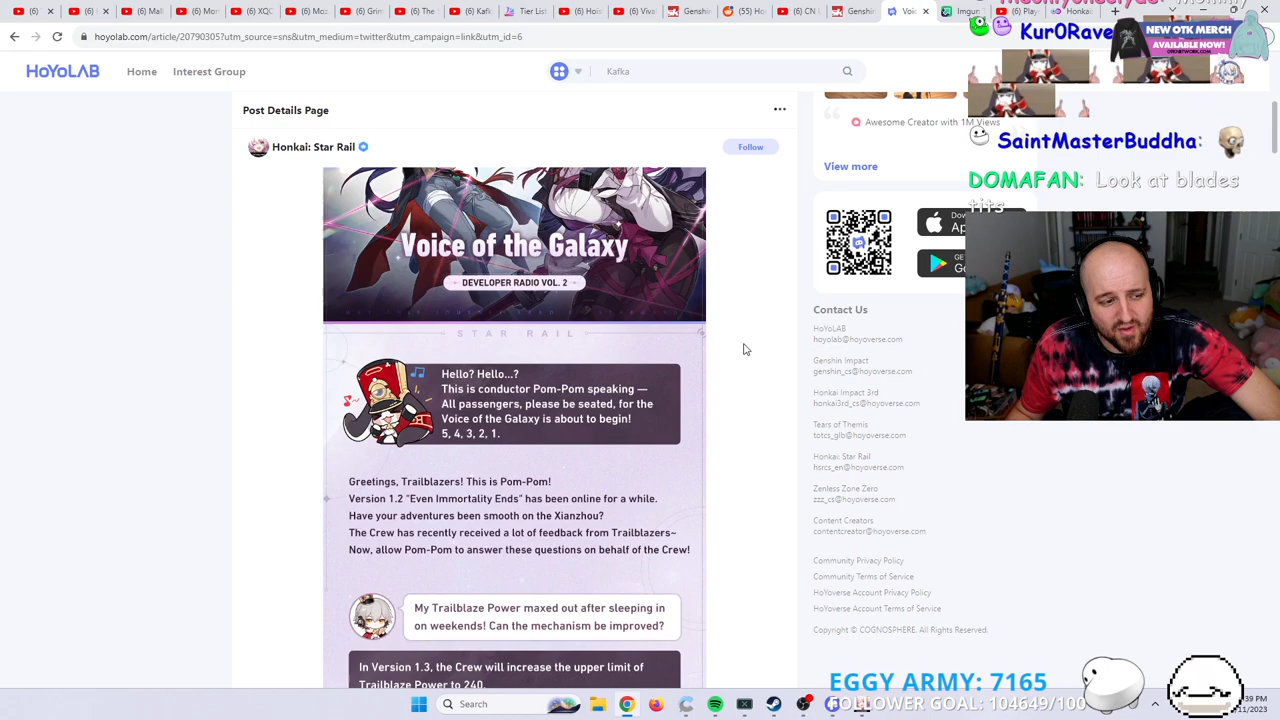 hoyolab.com/article/20790305?utm_source=
_medium=twitter&utm_campaign=link&utm_id=6
HoYoLAB
Home
Interest Group
Kafka
Post Details Page
Honkai: Star Rail
Follow
Voice of the Galaxy
DEVELOPER RADIO VOL. 2
STAR RAIL
Hello? Hello...?
This is conductor Pom-Pom speaking —
All passengers, please be seated, for the
Voice of the Galaxy is about to begin!
5, 4, 3, 2, 1.
Greetings, Trailblazers! This is Pom-Pom!
Version 1.2 "Even Immortality Ends" has been online for a while.
Have your adventures been smooth on the Xianzhou?
The Crew has recently received a lot of feedback from Trailblazers~
Now, allow Pom-Pom to answer these questions on behalf of the Crew!
My Trailblaze Power maxed out after sleeping in
on weekends! Can the mechanism be improved?
In Version 1.3, the Crew will increase the upper limit of
Trailblaze Power to 240
Awesome Creator with 1M Views
View more
Contact Us
HoYoLAB
hoyolab@hoyoverse.com
Genshin Impact
genshin_cs@hoyoverse.com
Honkai Impact 3rd
honkai3rd_cs@hoyoverse.com
Tears of Themis
totcs_glb@hoyoverse.com
Honkai: Star Rail
hsrcs_en@hoyoverse.com
Zenless Zone Zero
zzz_cs@hoyoverse.com
Content Creators
contentcreator@hoyoverse.com
Community Privacy Policy
Community Terms of Service
HoYoverse Account Privacy Policy
HoYoverse Account Terms of Service
Copyright © COGNOSPHERE. All Rights Reserved.
Kur0Rave
NEW OTK MERCH
AVAILABLE NOW!
SaintMasterBuddha:
DOMAFAN: Look at blades
tits
EGGY ARMY: 7165
FOLLOWER GOAL: 104649/100
Search